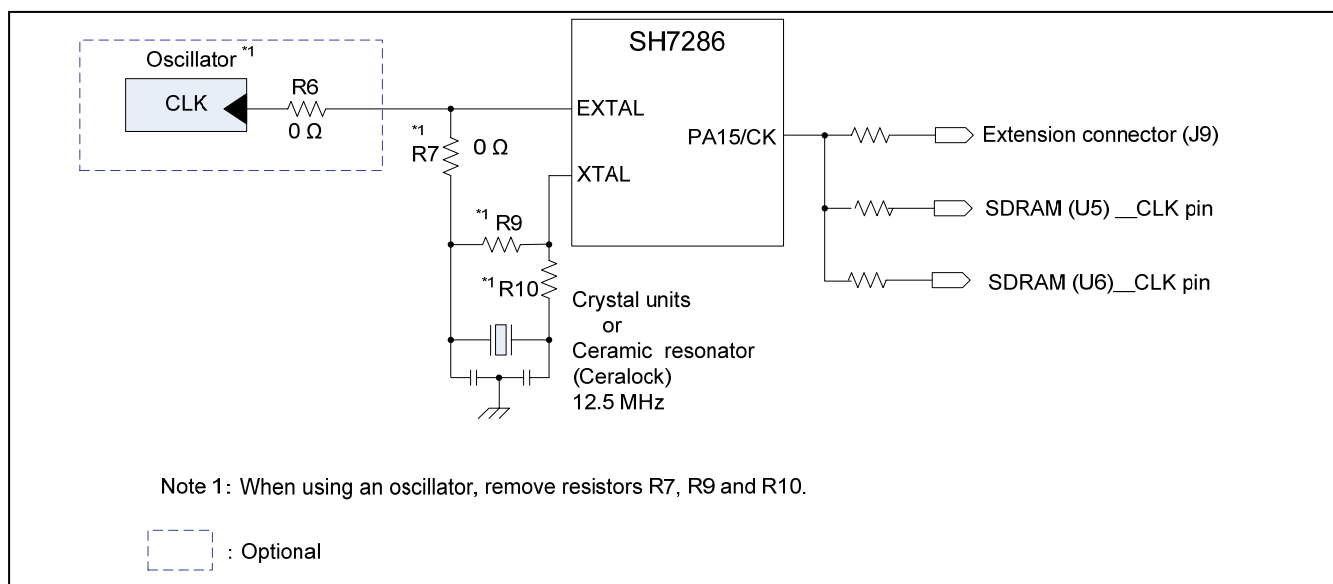 SH7286
Oscillator *1
CLK
R6
0 Ω
EXTAL
*1
R7
0 Ω
XTAL
PA15/CK
Extension connector (J9)
SDRAM (U5) __CLK pin
SDRAM (U6)__CLK pin
*1 R9
*1 R10
Crystal units
or
Ceramic resonator
(Ceralock)
12.5 MHz
Note 1: When using an oscillator, remove resistors R7, R9 and R10.
: Optional